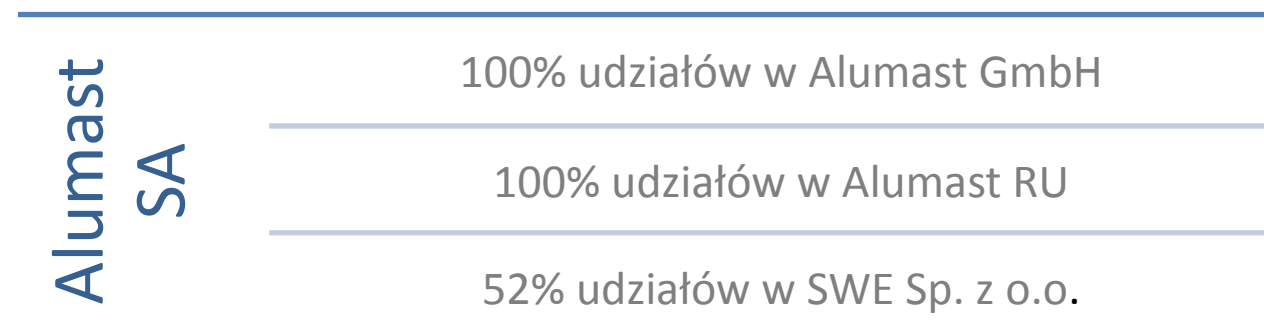 Alumast
SA
100% udziałów w Alumast GmbH
100% udziałów w Alumast RU
52% udziałów w SWE Sp. z o.o.